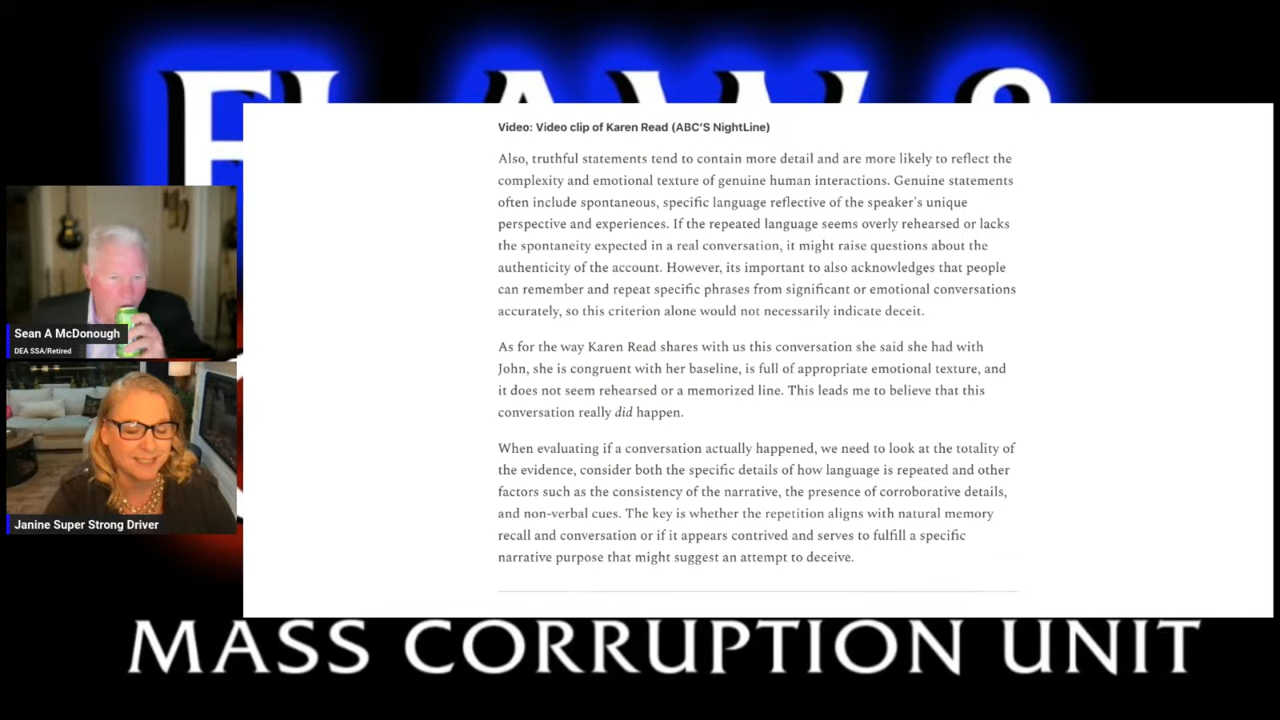 Video: Video clip of Karen Read (ABC'S NightLine)
Also, truthful statements tend to contain more detail and are more likely to reflect the
complexity and emotional texture of genuine human interactions. Genuine statements
often include spontaneous, specific language reflective of the speaker's unique
perspective and experiences. If the repeated language seems overly rehearsed or lacks
the spontaneity expected in a real conversation, it might raise questions about the
authenticity of the account. However, its important to also acknowledges that people
can remember and repeat specific phrases from significant or emotional conversations
accurately, so this criterion alone would not necessarily indicate deceit.
As for the way Karen Read shares with us this conversation she said she had with
John, she is congruent with her baseline, is full of appropriate emotional texture, and
it does not seem rehearsed or a memorized line. This leads me to believe that this
conversation really did happen.
When evaluating if a conversation actually happened, we need to look at the totality of
the evidence, consider both the specific details of how language is repeated and other
factors such as the consistency of the narrative, the presence of corroborative details,
and non-verbal cues. The key is whether the repetition aligns with natural memory
recall and conversation or if it appears contrived and serves to fulfill a specific
narrative purpose that might suggest an attempt to deceive.
Sean A McDonough
DEA SSA/Retired
Janine Super Strong Driver
MASS CORRUPTION UNIT